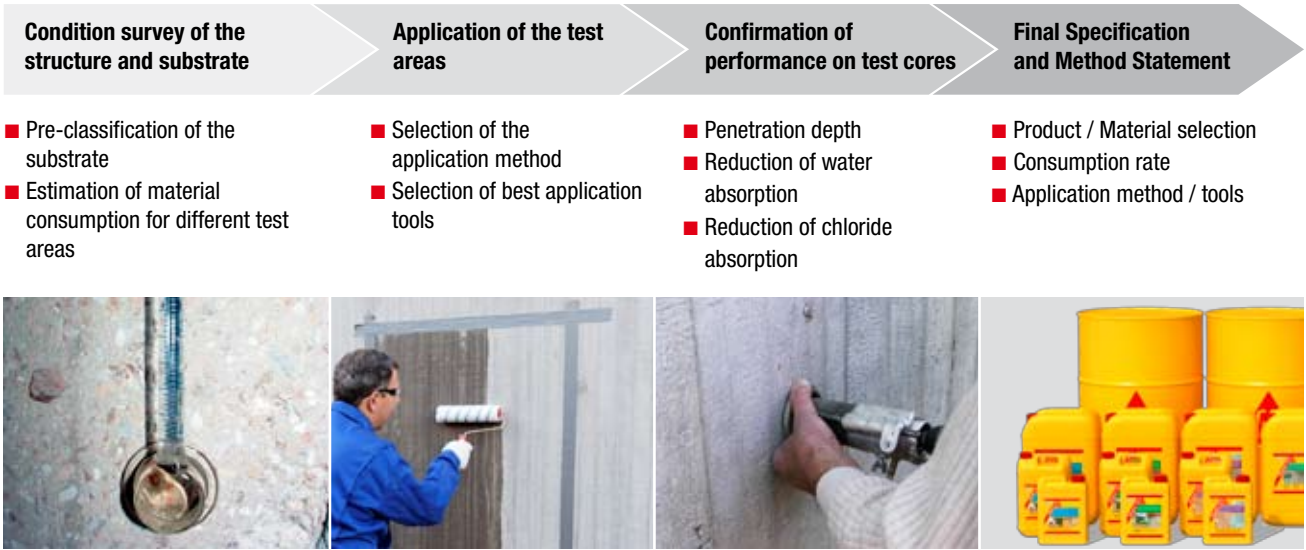 Condition survey of the
structure and substrate
Application of the test
areas
Confirmation of
performance on test cores
Final Specification
and Method Statement
■ Pre-classification of the
substrate
■ Estimation of material
consumption for different test
areas
■ Selection of the
application method
■ Selection of best application
tools
■ Penetration depth
■ Reduction of water
absorption
■ Reduction of chloride
absorption
■ Product / Material selection
■ Consumption rate
■ Application method / tools